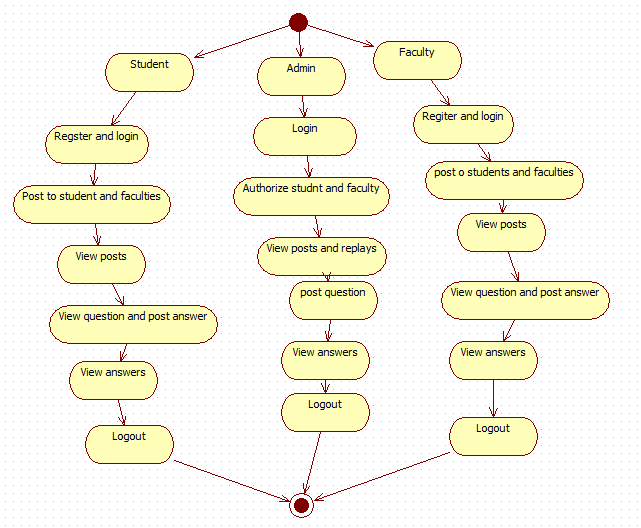 Student
Admin
Faculty
Regster and login
Login
Regiter and login
Post to student and faculties
Authorize studnt and faculty
post o students and faculties
View posts
View posts and replays
View posts
View question and post answer
post question
View question and post answer
View answers
View answers
View answers
Logout
Logout
Logout